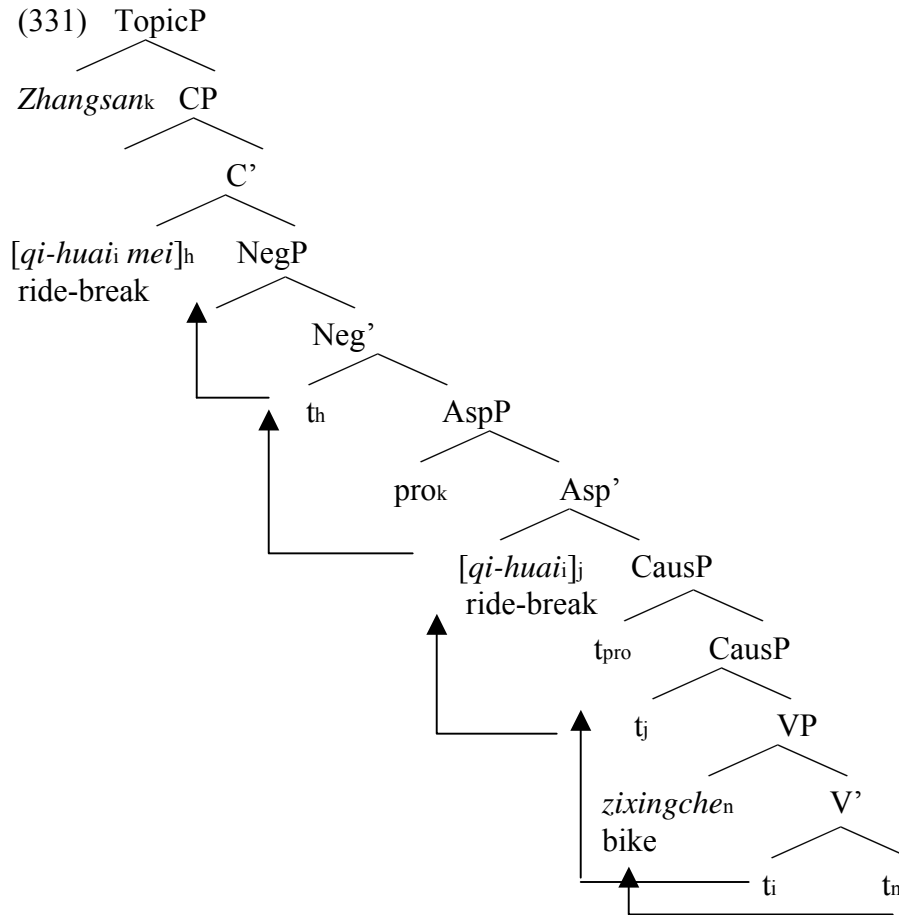 (331) TopicP
Zhangsank CP
C’
[qi-huaii mei]h NegP
ride-break
Neg’
th AspP
prok Asp’
[qi-huaii]j CausP
ride-break
tpro CausP
tj VP
zixingchen V’
bike
ti tn